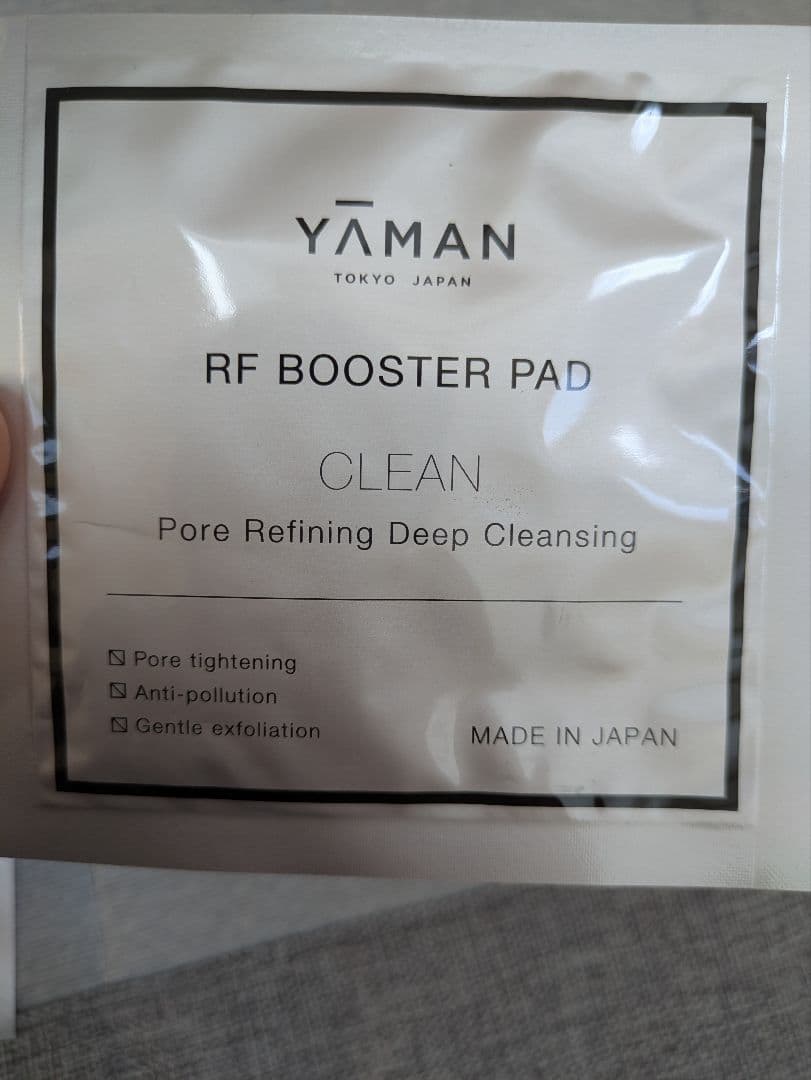 YĀMAN
TOKYO JAPAN
RF BOOSTER PAD
CLEAN
Pore Refining Deep Cleansing
Pore tightening
Anti-pollution
Gentle exfoliation
MADE IN JAPAN